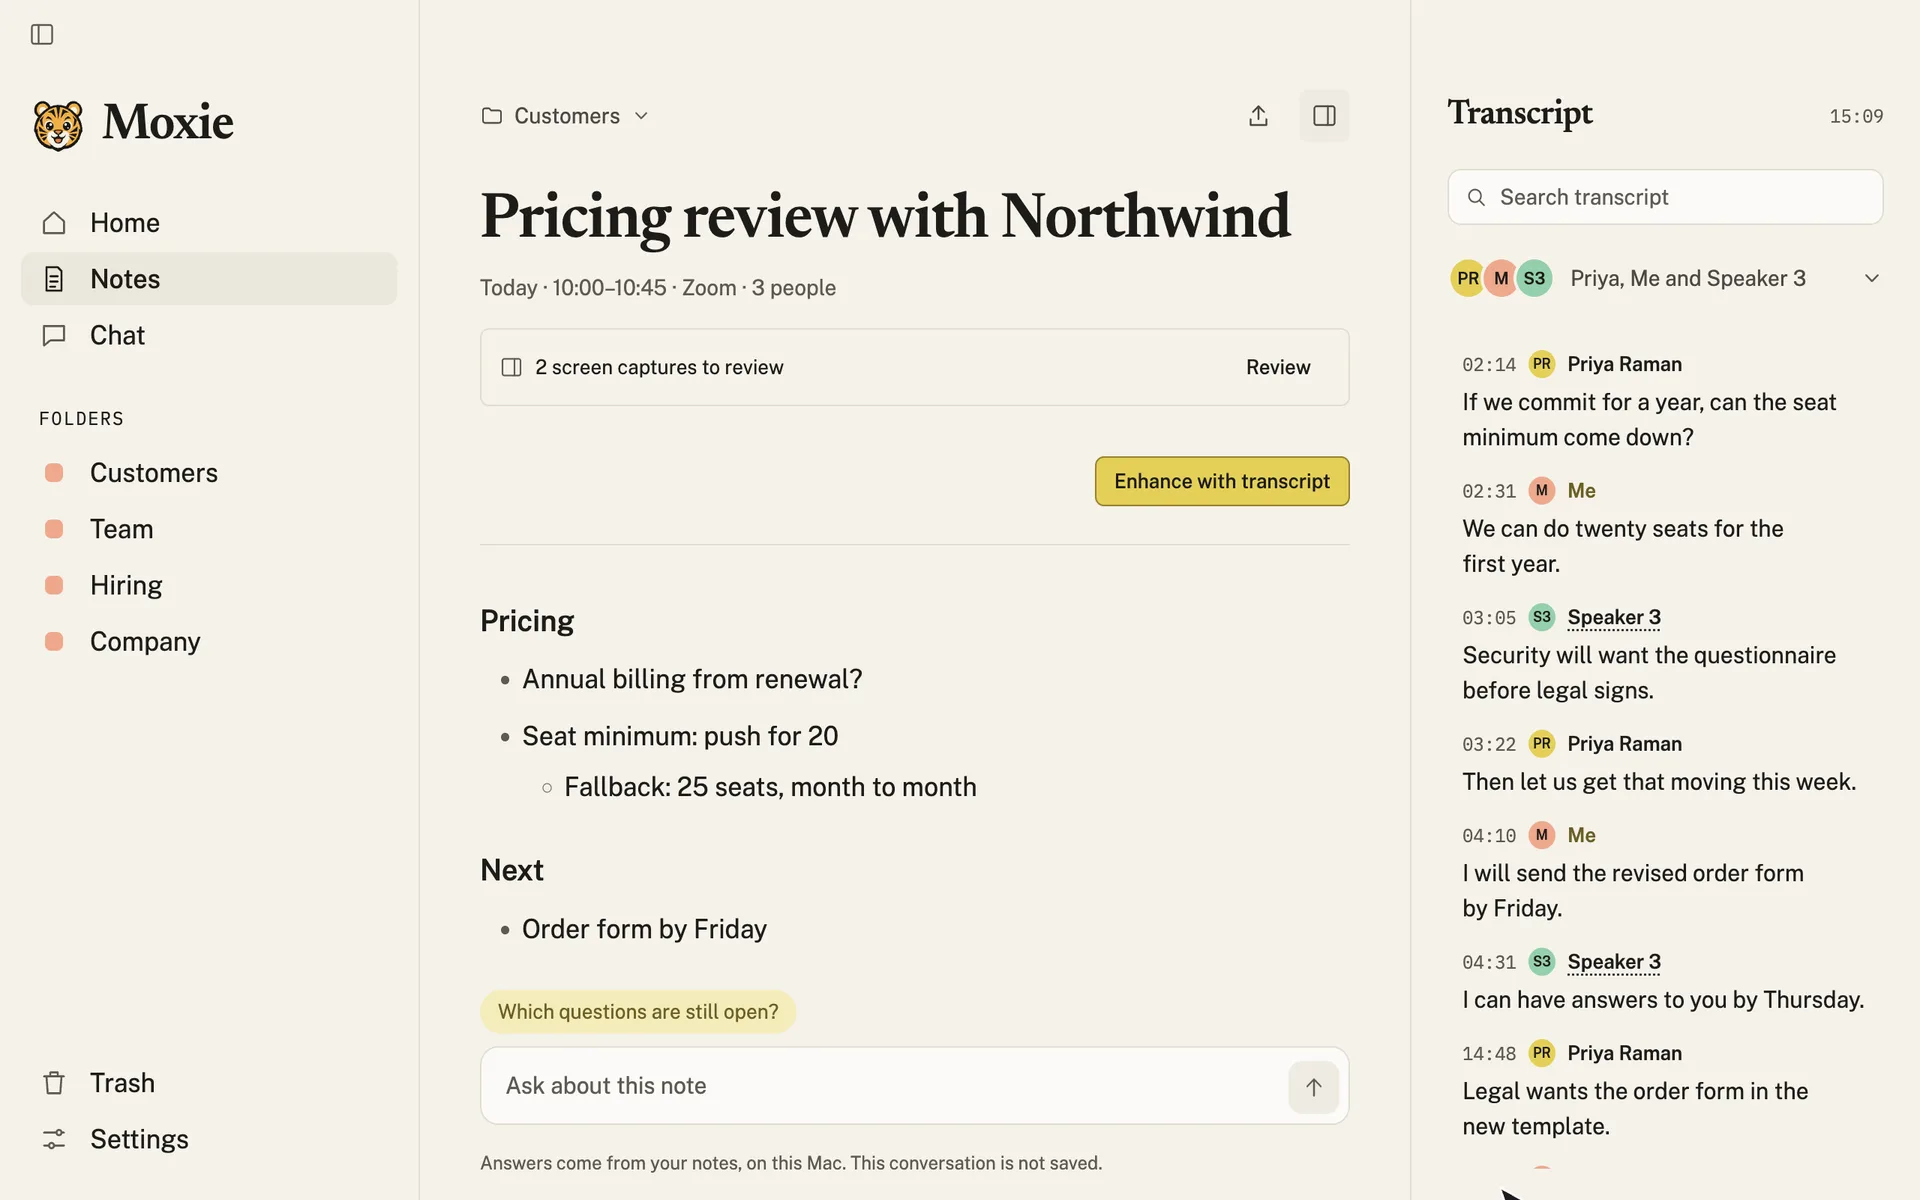 Moxie
Home
Notes
Chat
FOLDERS
Customers
Team
Hiring
Company
Trash
Settings
Customers
Pricing review with Northwind
Today · 10:00–10:45 · Zoom · 3 people
2 screen captures to review
Review
Enhance with transcript
Pricing
• Annual billing from renewal?
• Seat minimum: push for 20
◦ Fallback: 25 seats, month to month
Next
• Order form by Friday
Which questions are still open?
Ask about this note
Answers come from your notes, on this Mac. This conversation is not saved.
Transcript
15:09
Search transcript
PR M S3 Priya, Me and Speaker 3
02:14 PR Priya Raman
If we commit for a year, can the seat
minimum come down?
02:31 M Me
We can do twenty seats for the
first year.
03:05 S3 Speaker 3
Security will want the questionnaire
before legal signs.
03:22 PR Priya Raman
Then let us get that moving this week.
04:10 M Me
I will send the revised order form
by Friday.
04:31 S3 Speaker 3
I can have answers to you by Thursday.
14:48 PR Priya Raman
Legal wants the order form in the
new template.